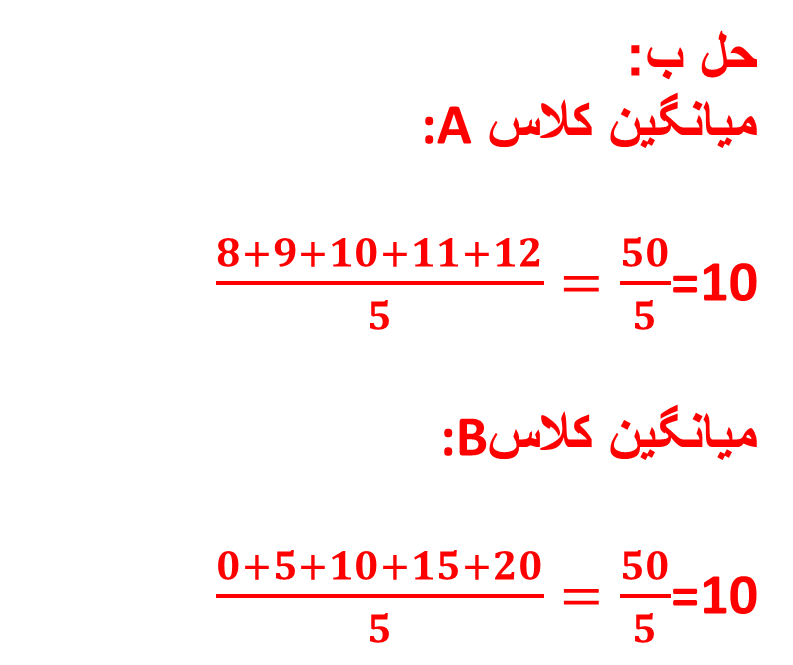 حل ب:
میانگین کلاس A:
8+9+10+11+12/5 = 50/5=10
میانگین کلاسB:
0+5+10+15+20/5 = 50/5=10